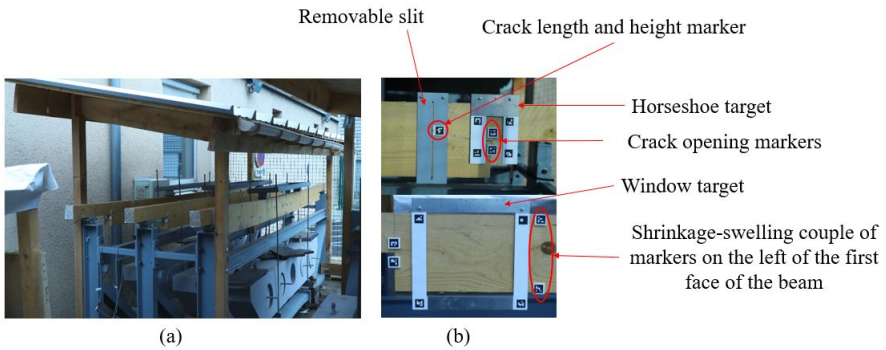 Removable slit
Crack length and height marker
Horseshoe target
Crack opening markers
Window target
Shrinkage-swelling couple of
markers on the left of the first
face of the beam
(a)
(b)